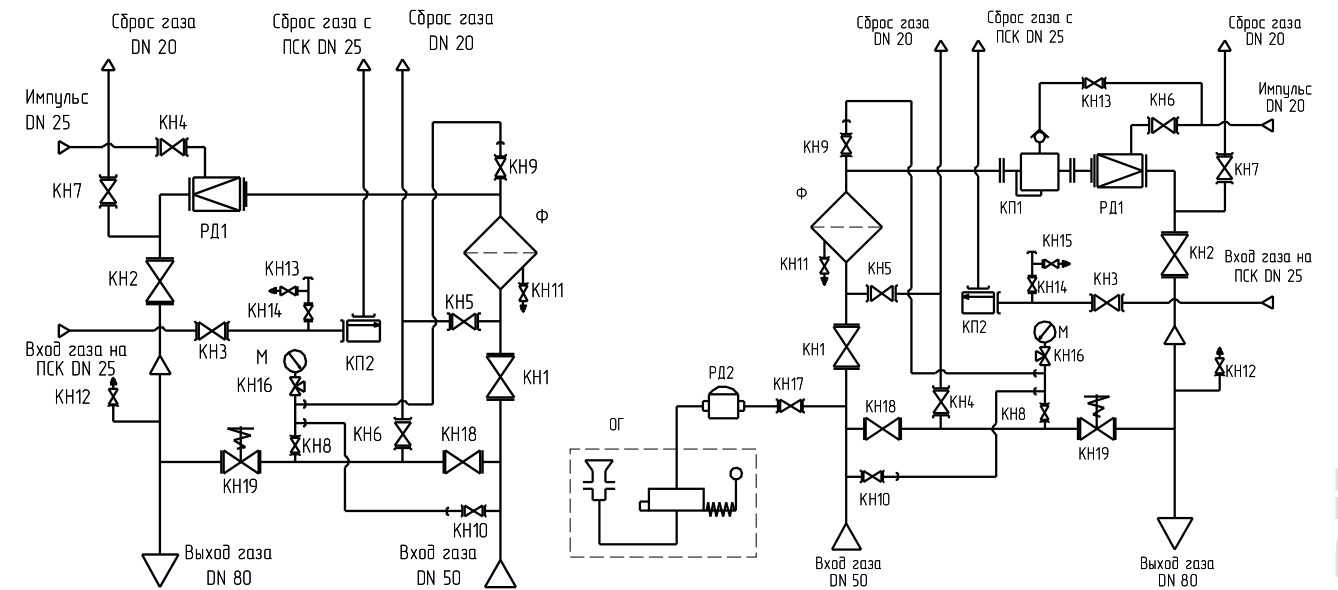 Сброс газа
DN 20
Сброс газа с
ПСК DN 25
Сброс газа
DN 20
Импульс
DN 25
КН4
КН9
КН7
РД1
Ф
КН2
КН13
КН14
КН5
КН11
КН3
КП2
Вход газа на
ПСК DN 25
М
КН16
КН1
КН12
КН6
КН18
КН8
КН19
КН10
Выход газа
DN 80
Вход газа
DN 50
Сброс газа
DN 20
Сброс газа с
ПСК DN 25
Сброс газа
DN 20
КН13
КН6
Импульс
DN 20
КН9
КН7
Ф
КП1
РД1
КН11
КН5
КН15
КН14
КН3
КН2
Вход газа на
ПСК DN 25
КП2
М
КН1
КН16
РД2
КН17
КН12
КН18
КН4
КН8
ОГ
КН19
КН10
Вход газа
DN 50
Выход газа
DN 80